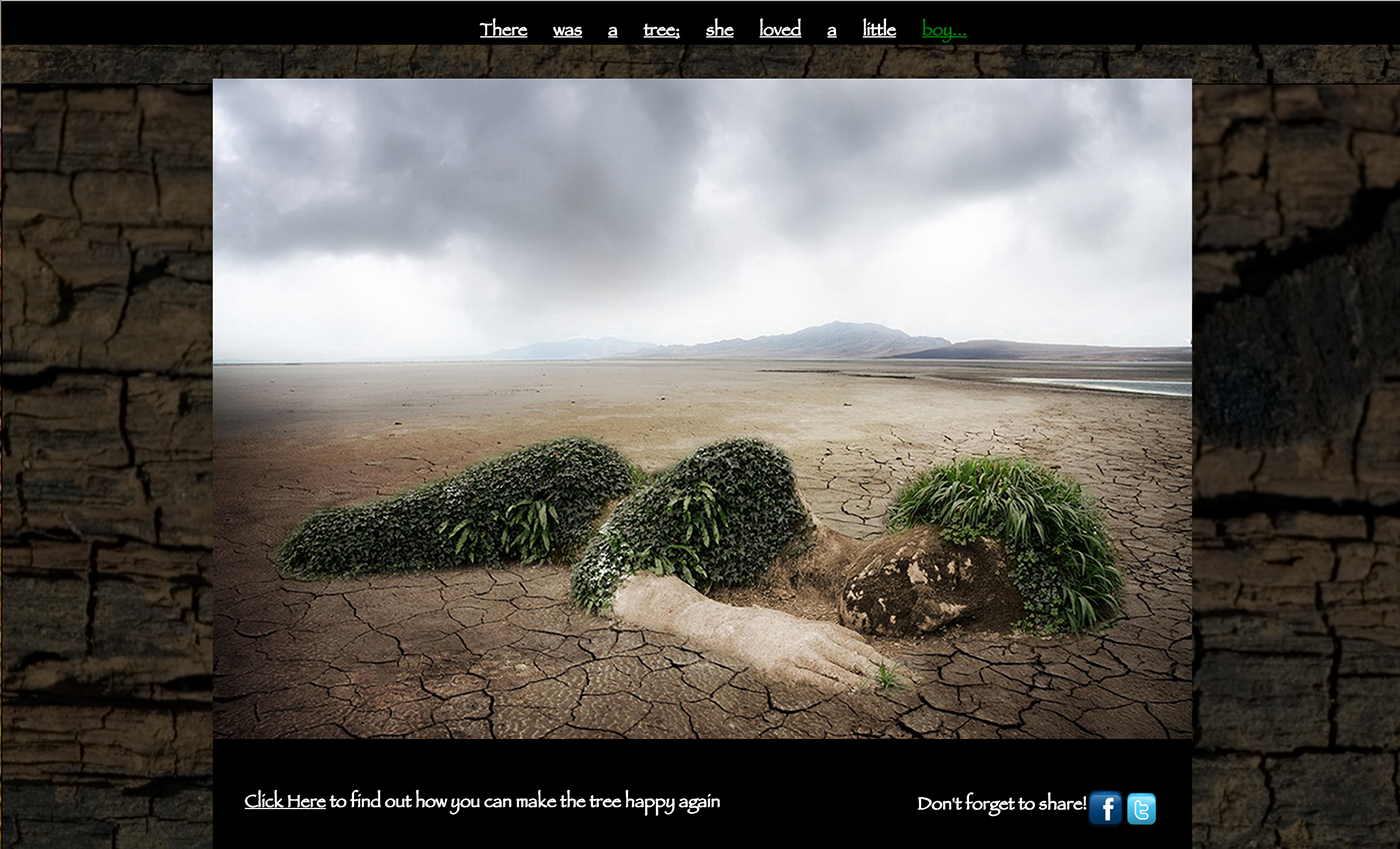 There was a tree; she loved a little boy...
Click Here to find out how you can make the tree happy again
Don't forget to share!